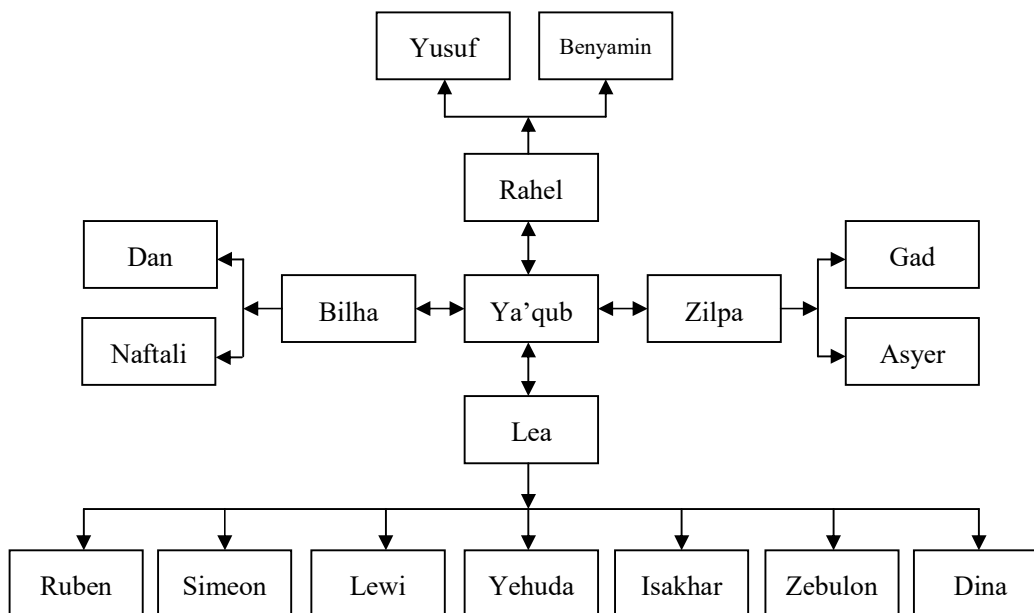 Yusuf
Benyamin
Rahel
Dan
Gad
Bilha
Ya’qub
Zilpa
Naftali
Asyer
Lea
Ruben
Simeon
Lewi
Yehuda
Isakhar
Zebulon
Dina